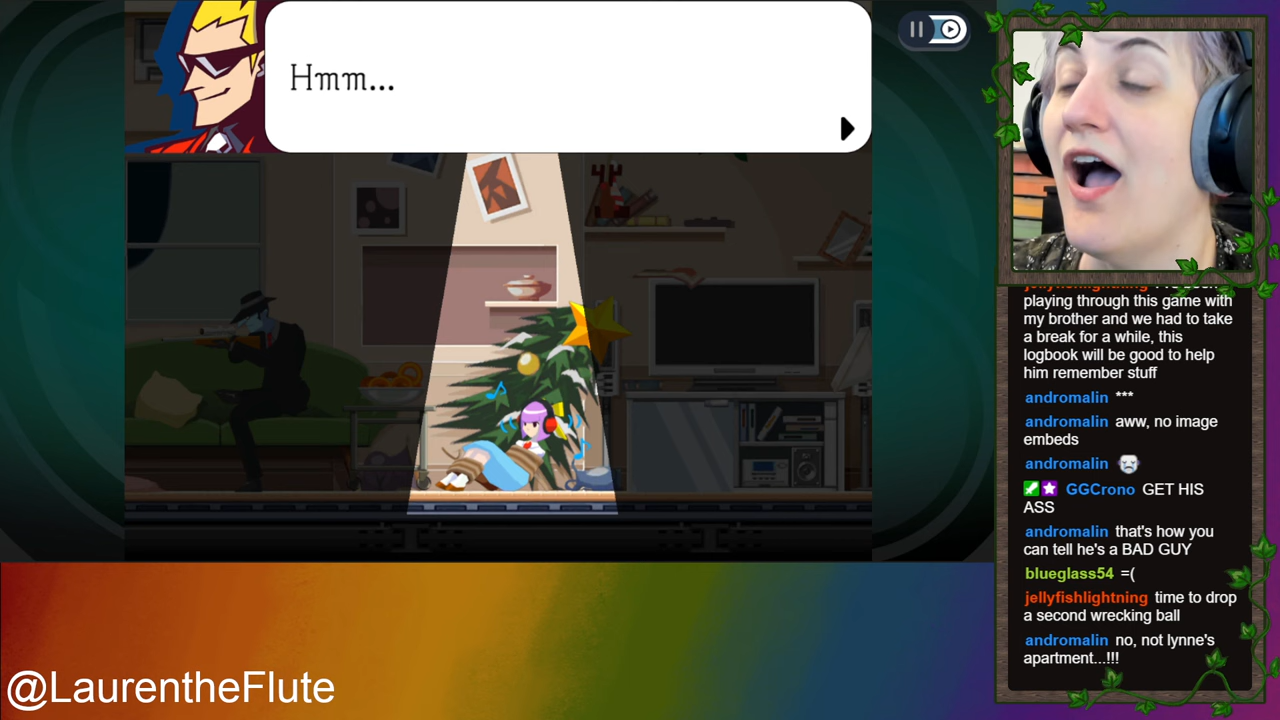 Hmm...
playing through this game with
my brother and we had to take
a break for a while, this
logbook will be good to help
him remember stuff
andromalin ***
andromalin aww, no image
embeds
andromalin
GGCrono GET HIS
ASS
andromalin that's how you
can tell he's a BAD GUY
blueglass54 =(
jellyfishlightning time to drop
a second wrecking ball
andromalin no, not lynne's
apartment...!!!
@LaurentheFlute